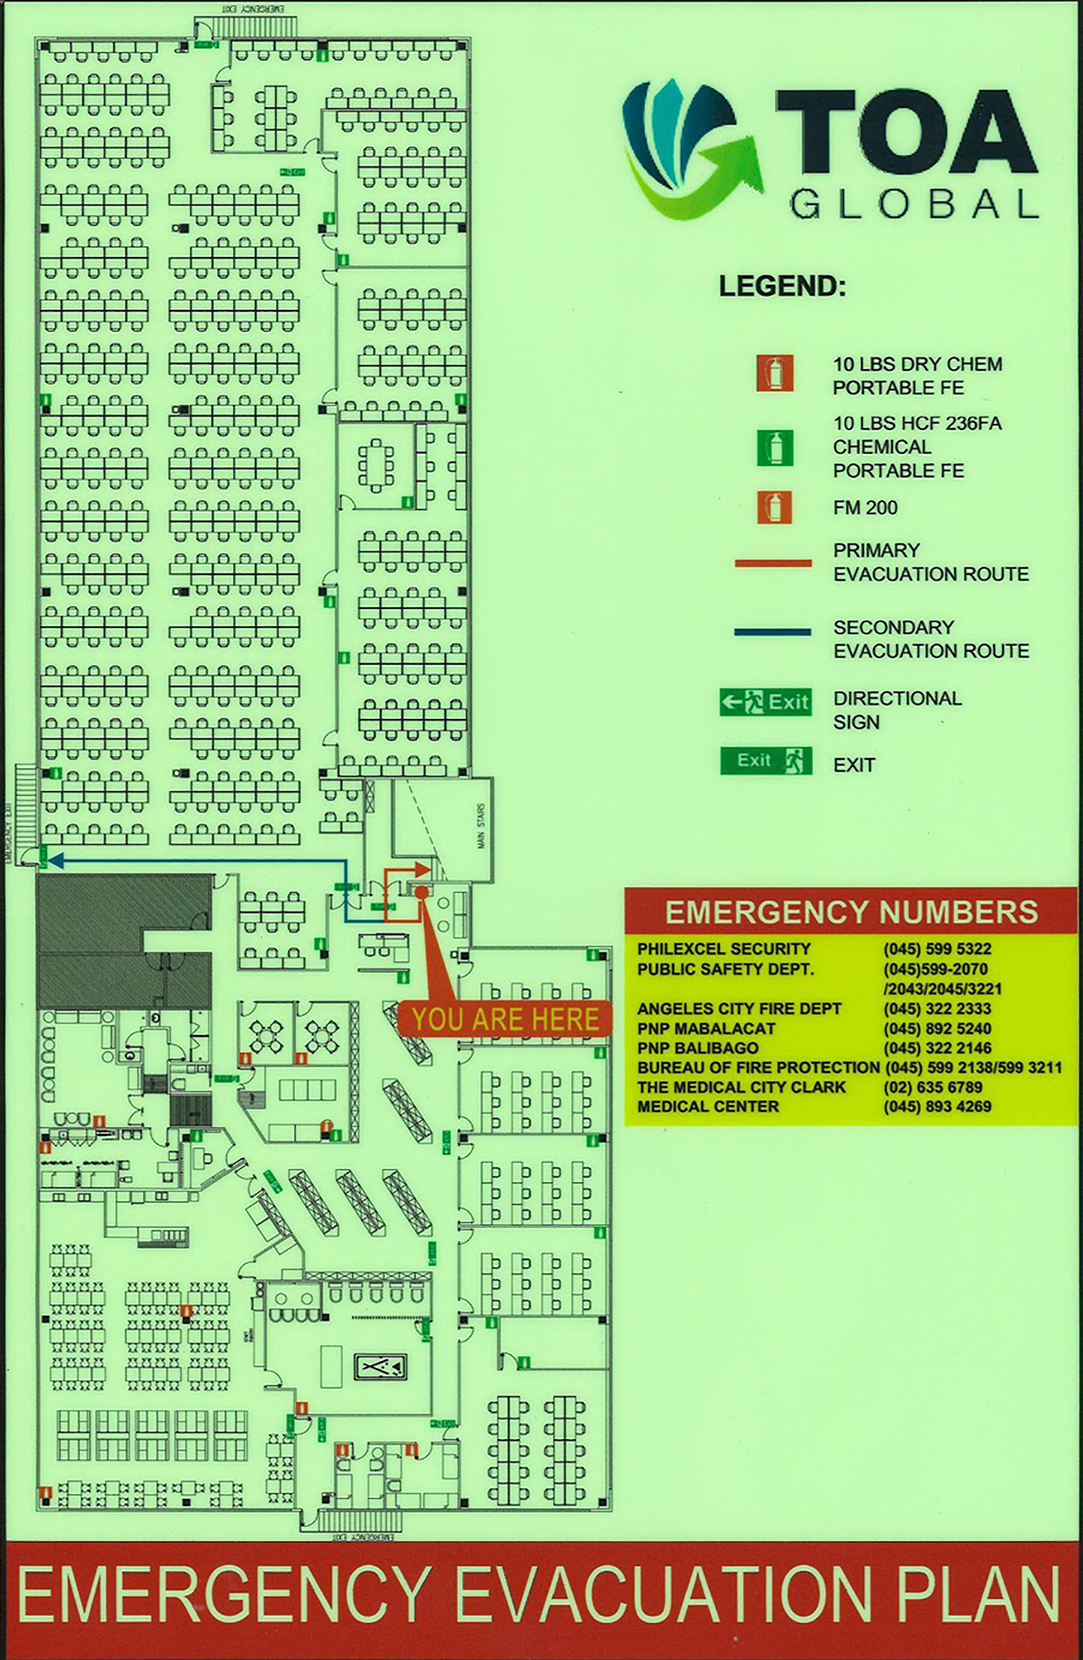 EMERGENCY EXIT
TOA
GLOBAL
LEGEND:
10 LBS DRY CHEM
PORTABLE FE
10 LBS HCF 236FA
CHEMICAL
PORTABLE FE
FM 200
PRIMARY
EVACUATION ROUTE
SECONDARY
EVACUATION ROUTE
Exit
DIRECTIONAL
SIGN
Exit
EXIT
EMERGENCY EXIT
MAIN STAIRS
YOU ARE HERE
EMERGENCY NUMBERS
PHILEXCEL SECURITY (045) 599 5322
PUBLIC SAFETY DEPT. (045)599-2070
/2043/2045/3221
ANGELES CITY FIRE DEPT (045) 322 2333
PNP MABALACAT (045) 892 5240
PNP BALIBAGO (045) 322 2146
BUREAU OF FIRE PROTECTION (045) 599 2138/599 3211
THE MEDICAL CITY CLARK (02) 635 6789
MEDICAL CENTER (045) 893 4269
EMERGENCY EXIT
EMERGENCY EVACUATION PLAN